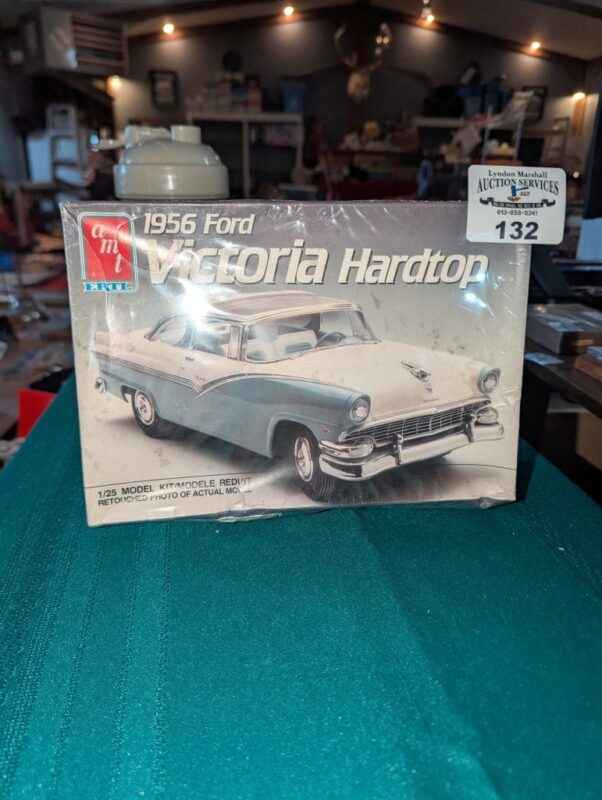 amt
ERTL
1956 Ford
Victoria Hardtop
Lyndon Marshall
AUCTION SERVICES
132
1/25 MODEL KIT/MODELE REDUIT
RETOUCHED PHOTO OF ACTUAL